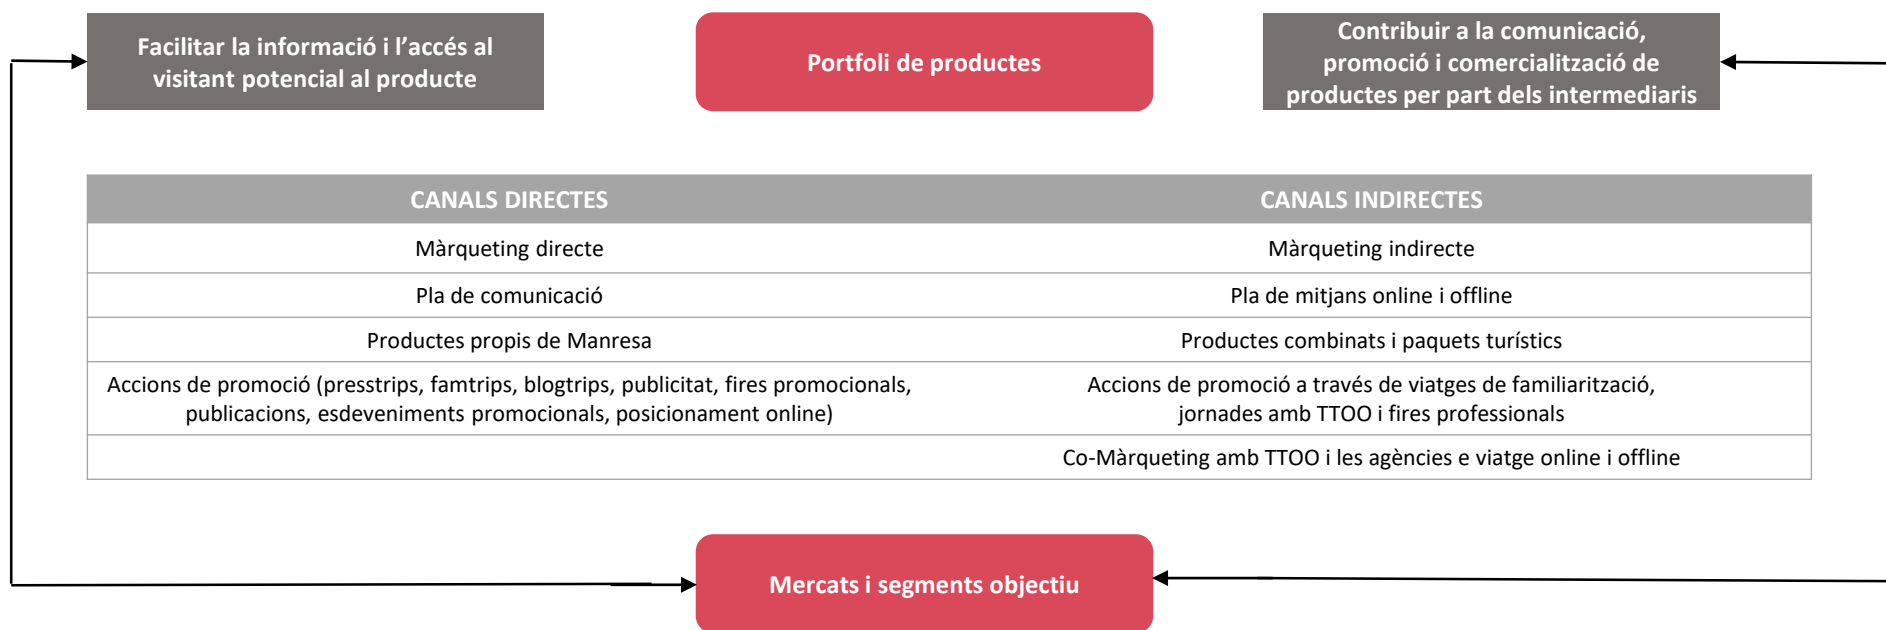 Facilitar la informació i l’accés al
visitant potencial al producte
Portfoli de productes
Contribuir a la comunicació,
promoció i comercialització de
productes per part dels intermediaris
CANALS DIRECTES
CANALS INDIRECTES
Màrqueting directe
Màrqueting indirecte
Pla de comunicació
Pla de mitjans online i offline
Productes propis de Manresa
Productes combinats i paquets turístics
Accions de promoció (presstrips, famtrips, blogtrips, publicitat, fires promocionals,
publicacions, esdeveniments promocionals, posicionament online)
Accions de promoció a través de viatges de familiarització,
jornades amb TTOO i fires professionals
Co-Màrqueting amb TTOO i les agències e viatge online i offline
Mercats i segments objectiu